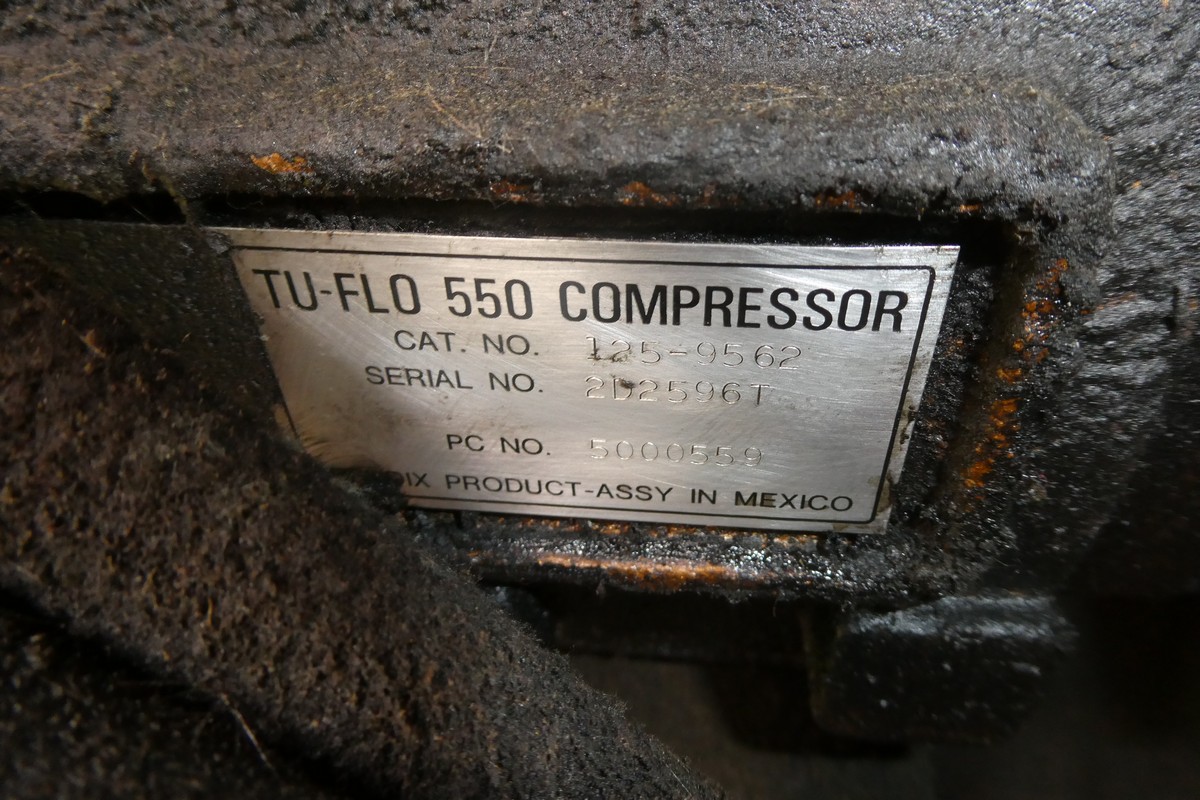 TU-FLO 550 COMPRESSOR
CAT. NO. 125-9562
SERIAL NO. 2D2596T
PC NO. 5000559
PRODUCT-ASSY IN MEXICO